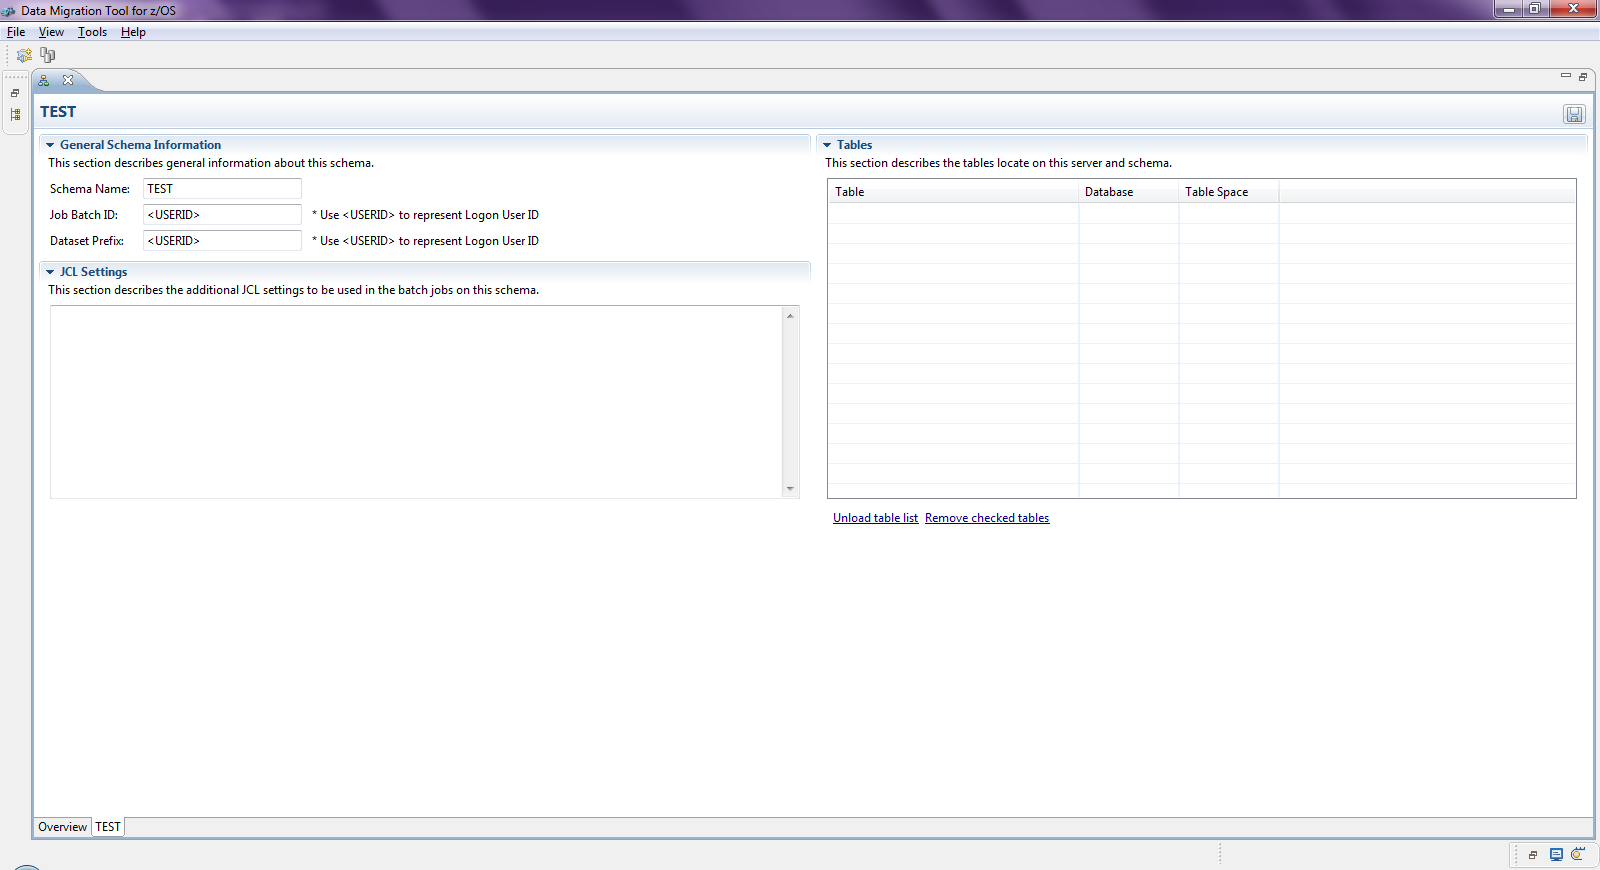 Data Migration Tool for z/OS
File View Tools Help
TEST
General Schema Information
This section describes general information about this schema.
Schema Name: TEST
Job Batch ID: <USERID> * Use <USERID> to represent Logon User ID
Dataset Prefix: <USERID> * Use <USERID> to represent Logon User ID
JCL Settings
This section describes the additional JCL settings to be used in the batch jobs on this schema.
Tables
This section describes the tables locate on this server and schema.
Table Database Table Space
Unload table list Remove checked tables
Overview TEST